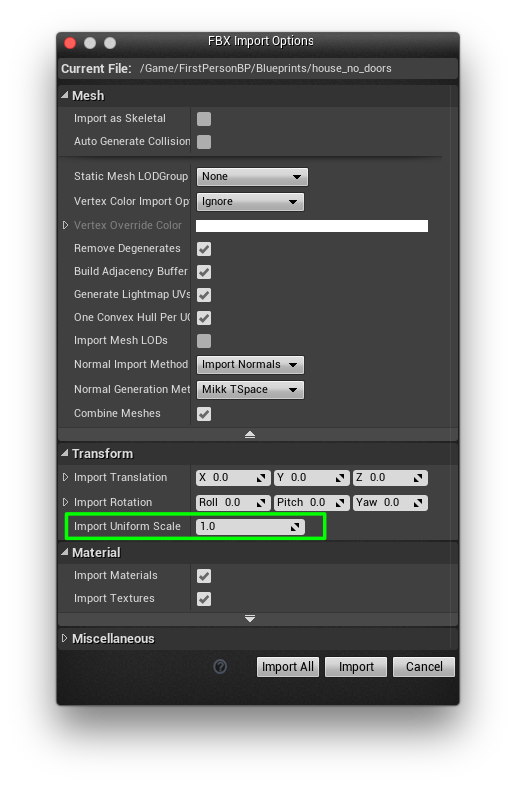 FBX Import Options
Current File: /Game/FirstPersonBP/Blueprints/house_no_doors
Mesh
Import as Skeletal
Auto Generate Collision
Static Mesh LODGroup None
Vertex Color Import Op Ignore
Vertex Override Color
Remove Degenerates
Build Adjacency Buffer
Generate Lightmap UVs
One Convex Hull Per UC
Import Mesh LODs
Normal Import Method Import Normals
Normal Generation Met Mikk TSpace
Combine Meshes
Transform
Import Translation X 0.0 Y 0.0 Z 0.0
Import Rotation Roll 0.0 Pitch 0.0 Yaw 0.0
Import Uniform Scale 1.0
Material
Import Materials
Import Textures
Miscellaneous
? Import All Import Cancel